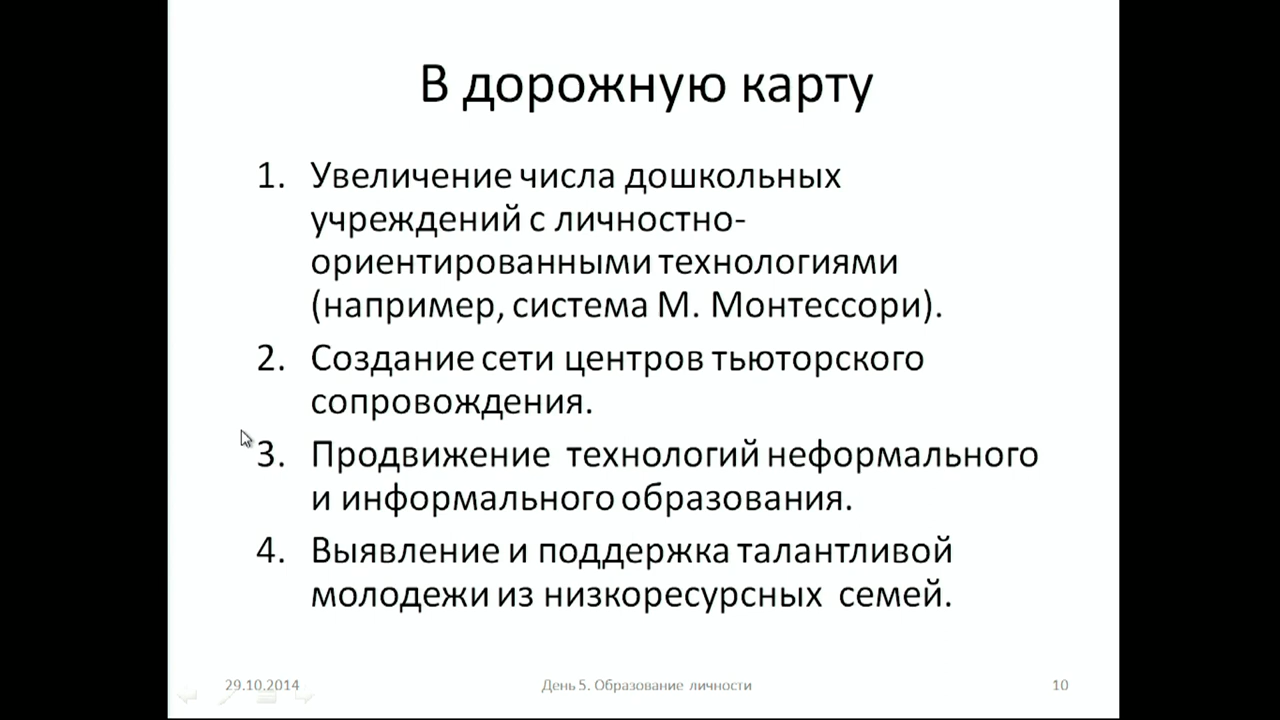 В дорожную карту
1. Увеличение числа дошкольных
учреждений с личностно-
ориентированными технологиями
(например, система М. Монтессори).
2. Создание сети центров тьюторского
сопровождения.
3. Продвижение технологий неформального
и информального образования.
4. Выявление и поддержка талантливой
молодежи из низкоресурсных семей.
29.10.2014 День 5. Образование личности 10